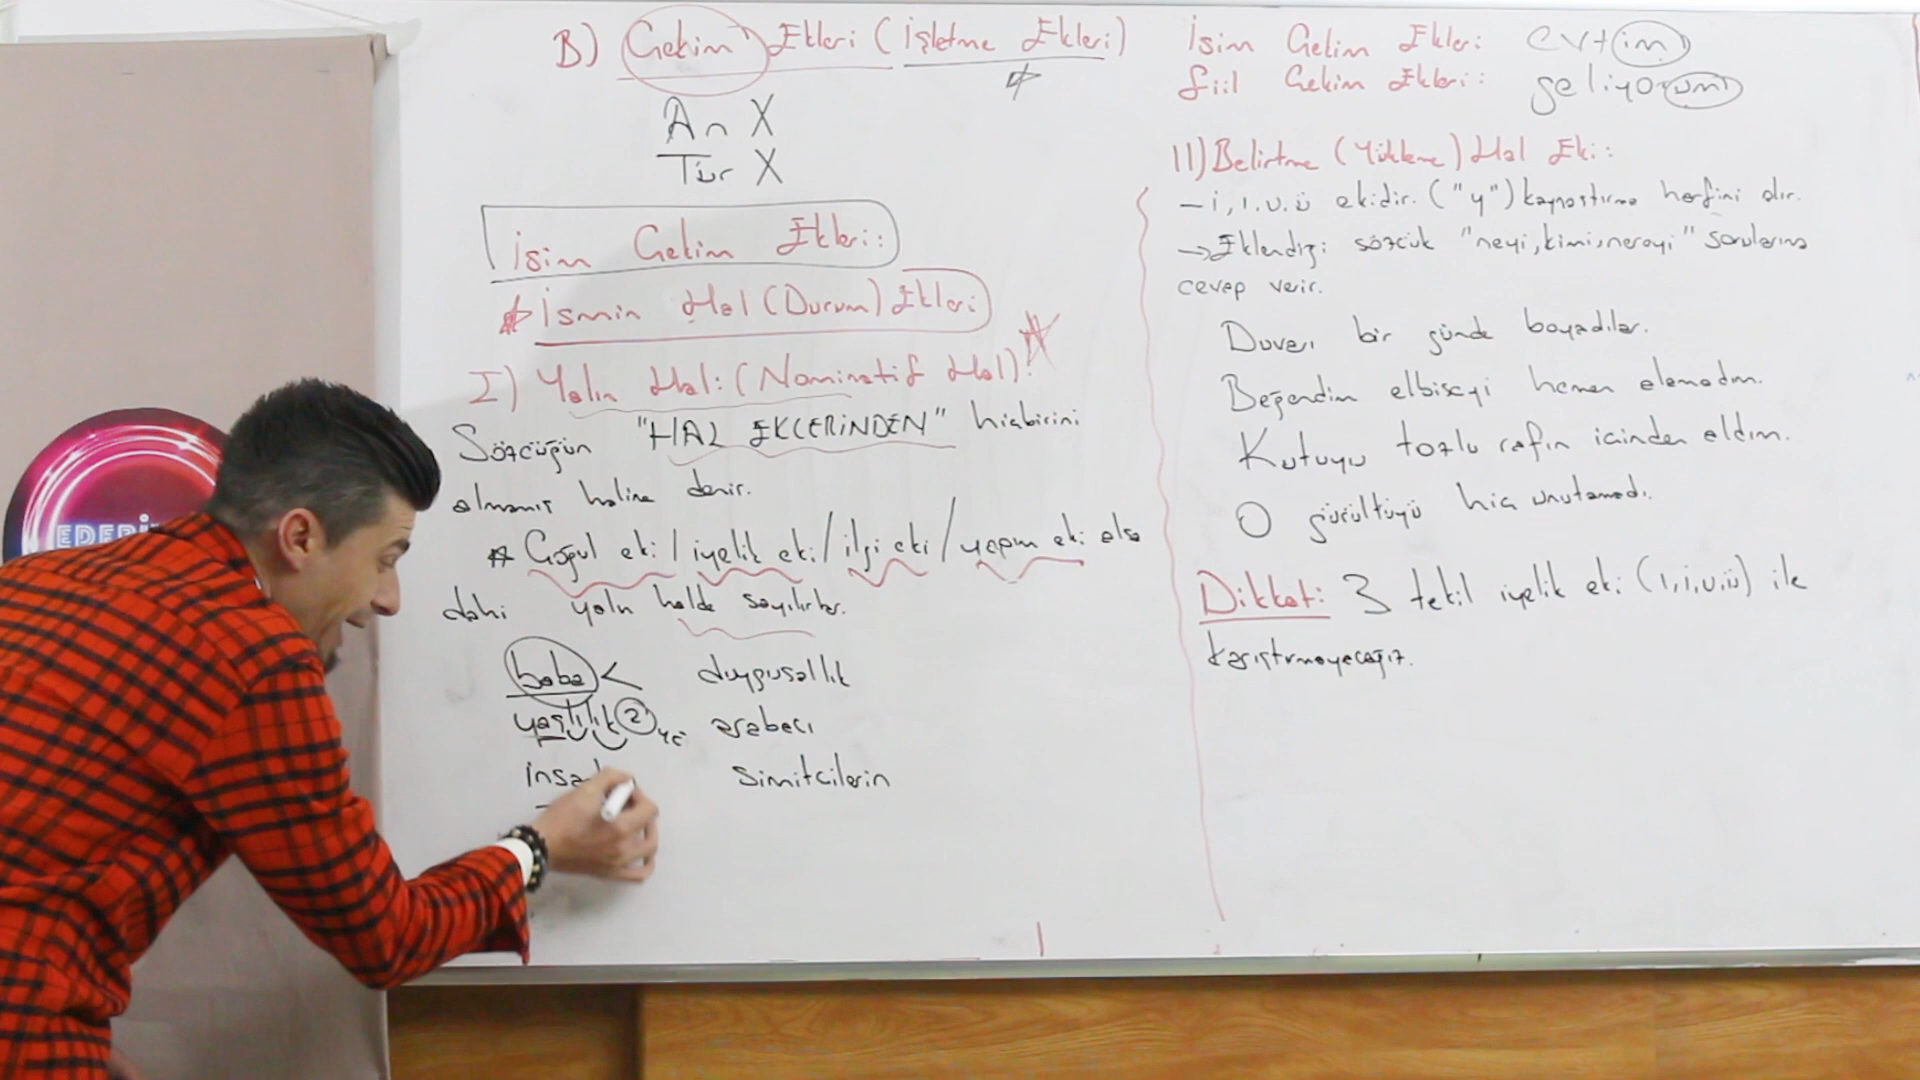 B) Çekim Ekleri (İşletme Ekleri)
An X
Tür X
İsim Çekim Ekleri:
İsmin Hal (Durum) Ekleri
I) Yalın Hal: (Nominatif Hal)
Sözcüğün "HAL EKLERİNDEN" hiçbirini
almamış haline denir.
Çoğul eki / iyelik eki / ilgi eki / yapım eki alsa
dahi yalın halde sayılırlar.
baba < duygusallık
yaşlılık 2 arabacı
simitcilerin
İsim Çekim Ekleri: ev+im
Fiil Çekim Ekleri: geliyorum
II) Belirtme (Yükleme) Hal Eki:
-i, ı, u, ü ekidir. ("y") kaynaştırma harfini alır.
→ Eklendiği sözcük "neyi, kimi, nereyi" sorularına
cevap verir.
Duvarı bir günde boyadılar.
Beğendim elbiseyi hemen alamadım.
Kutuyu tozlu rafın içinden aldım.
O gürültüyü hiç unutamadı.
Dikkat: 3 tekil iyelik eki (ı, i, u, ü) ile
karıştırmayacağız.
EDEBİ